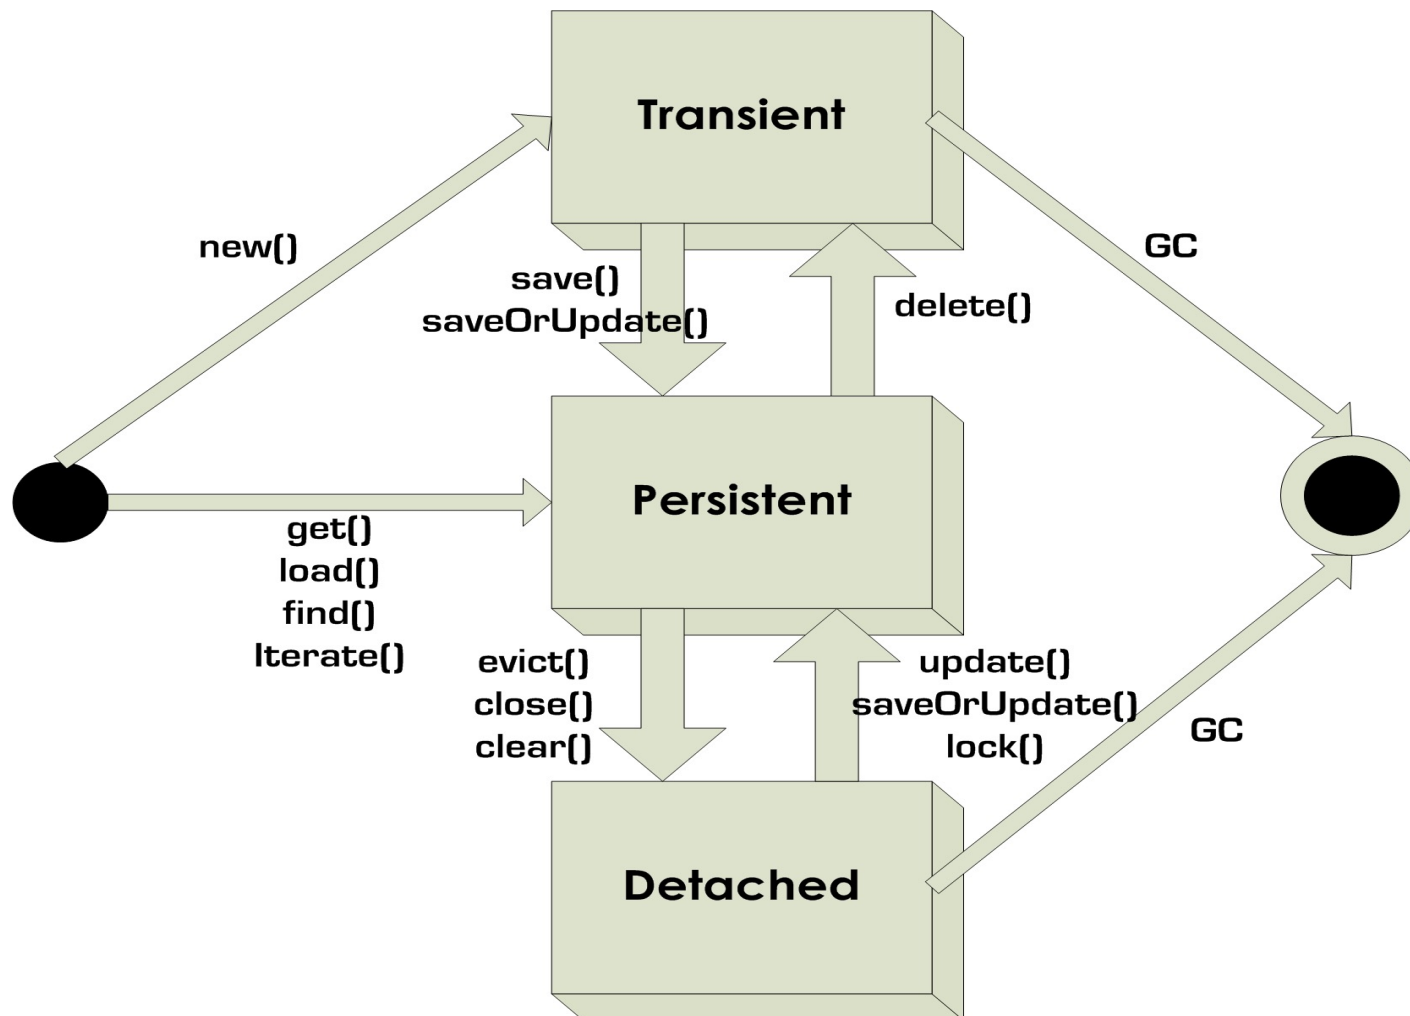 Transient
new()
GC
save()
saveOrUpdate()
delete()
Persistent
get()
load()
find()
Iterate()
evict()
close()
clear()
update()
saveOrUpdate()
lock()
GC
Detached